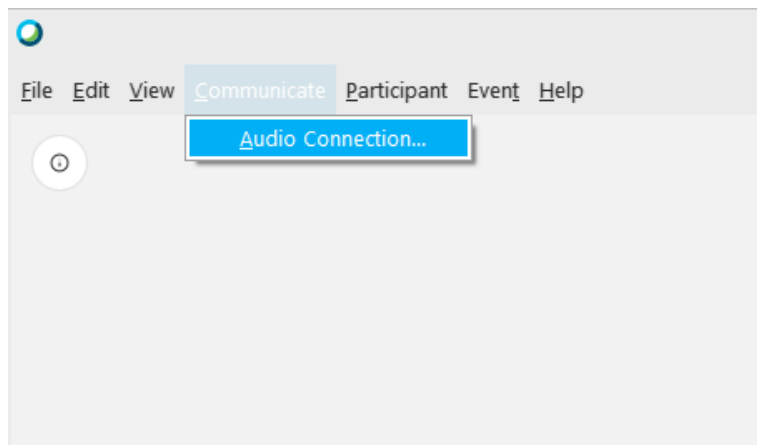 File Edit View Communicate Participant Event Help
Audio Connection...